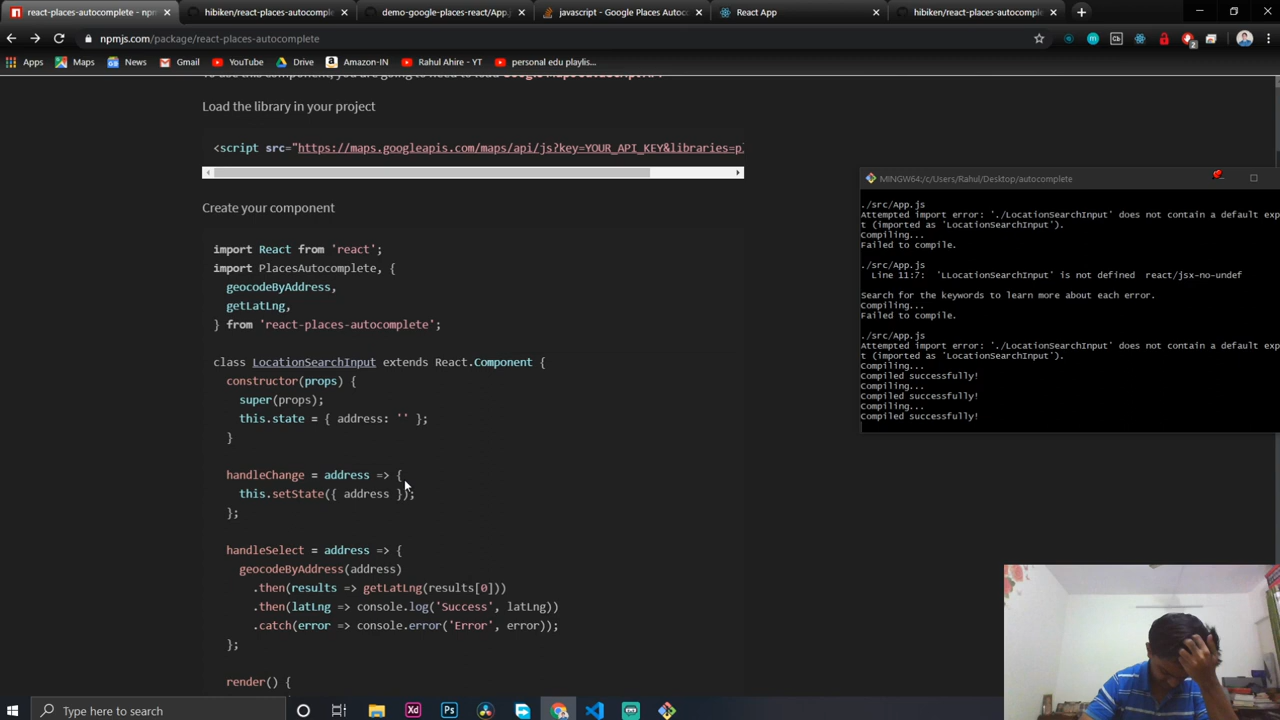 react-places-autocomplete - npm
hibiken/react-places-autocomple
demo-google-places-react/App.j
javascript - Google Places Autoc
React App
hibiken/react-places-autocomple
npmjs.com/package/react-places-autocomplete
2
Apps
Maps
News
Gmail
YouTube
Drive
Amazon-IN
Rahul Ahire - YT
personal edu playlis...
Load the library in your project
<script src="https://maps.googleapis.com/maps/api/js?key=YOUR_API_KEY&libraries=pl
Create your component
import React from 'react';
import PlacesAutocomplete, {
geocodeByAddress,
getLatLng,
} from 'react-places-autocomplete';
class LocationSearchInput extends React.Component {
constructor(props) {
super(props);
this.state = { address: '' };
}
handleChange = address => {
this.setState({ address });
};
handleSelect = address => {
geocodeByAddress(address)
.then(results => getLatLng(results[0]))
.then(latLng => console.log('Success', latLng))
.catch(error => console.error('Error', error));
};
render() {
MINGW64:/c/Users/Rahul/Desktop/autocomplete
./src/App.js
Attempted import error: './LocationSearchInput' does not contain a default exp
t (imported as 'LocationSearchInput').
Compiling...
Failed to compile.
./src/App.js
Line 11:7: 'LLocationSearchInput' is not defined react/jsx-no-undef
Search for the keywords to learn more about each error.
Compiling...
Failed to compile.
./src/App.js
Attempted import error: './LocationSearchInput' does not contain a default exp
t (imported as 'LocationSearchInput').
Compiling...
Compiled successfully!
Compiling...
Compiled successfully!
Compiling...
Compiled successfully!
Type here to search